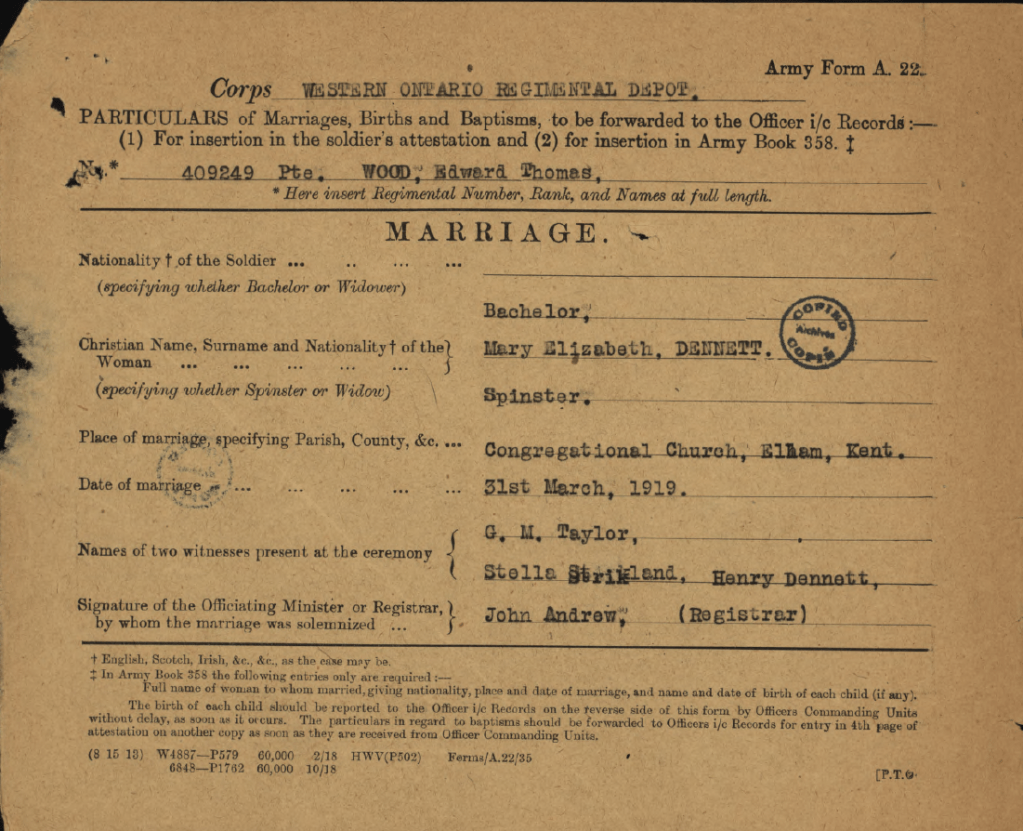 Army Form A. 22.
Corps WESTERN ONTARIO REGIMENTAL DEPOT.
PARTICULARS of Marriages, Births and Baptisms, to be forwarded to the Officer i/c Records :—
(1) For insertion in the soldier's attestation and (2) for insertion in Army Book 358. ‡
No.* 409249 Pte. WOOD, Edward Thomas,
* Here insert Regimental Number, Rank, and Names at full length.
MARRIAGE.
Nationality † of the Soldier ... .. ... ...
(specifying whether Bachelor or Widower)
Bachelor,
Christian Name, Surname and Nationality † of the Woman ... ... ... ... ... } Mary Elizabeth, DENNETT.
COPIED
Archives
COPIÉ
(specifying whether Spinster or Widow) Spinster.
Place of marriage, specifying Parish, County, &c. ... Congregational Church, Elham, Kent.
Date of marriage ... ... ... ... ... 31st March, 1919.
Names of two witnesses present at the ceremony { G. M. Taylor,
Stella Strikland, Henry Dennett,
Signature of the Officiating Minister or Registrar, by whom the marriage was solemnized ... } John Andrew, (Registrar)
† English, Scotch, Irish, &c., &c., as the case may be.
‡ In Army Book 358 the following entries only are required :—
Full name of woman to whom married, giving nationality, place and date of marriage, and name and date of birth of each child (if any).
The birth of each child should be reported to the Officer i/c Records on the reverse side of this form by Officers Commanding Units
without delay, as soon as it occurs. The particulars in regard to baptisms should be forwarded to Officers i/c Records for entry in 4th page of
attestation on another copy as soon as they are received from Officer Commanding Units.
(8 15 13) W4887—P579 60,000 2/18 HWV(P502) Forms/A.22/35
6848—P1762 60,000 10/18
[P.T.O.